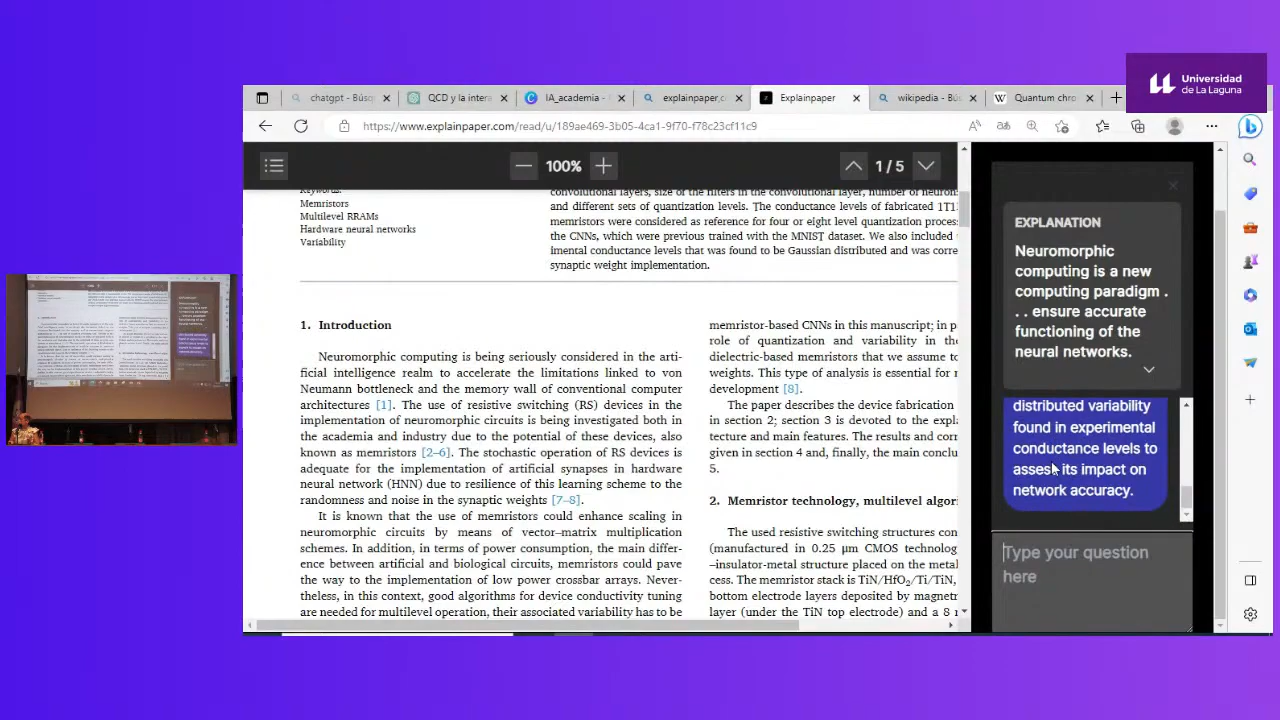 Universidad
de La Laguna
chatgpt - Búsq
QCD y la intera
IA_academia -
explainpaper,c
Explainpaper
wikipedia - Bús
Quantum chro
https://www.explainpaper.com/read/u/189ae469-3b05-4ca1-9f70-f78c23cf11c9
100%
1 / 5
Keywords:
Memristors
Multilevel RRAMs
Hardware neural networks
Variability
convolutional layers, size of the filters in the convolutional layer, number of neuron
and different sets of quantization levels. The conductance levels of fabricated 1T1
memristors were considered as reference for four or eight level quantization proces
the CNNs, which were previous trained with the MNIST dataset. We also included
imental conductance levels that was found to be Gaussian distributed and was corre
synaptic weight implementation.
1. Introduction
Neuromorphic computing is being considered in the arti-
ficial intelligence realm to accelerate the limitations linked to von
Neumann bottleneck and the memory wall of conventional computer
architectures [1]. The use of resistive switching (RS) devices in the
implementation of neuromorphic circuits is being investigated both in
the academia and industry due to the potential of these devices, also
known as memristors [2–6]. The stochastic operation of RS devices is
adequate for the implementation of artificial synapses in hardware
neural network (HNN) due to resilience of this learning scheme to the
randomness and noise in the synaptic weights [7–8].
It is known that the use of memristors could enhance scaling in
neuromorphic circuits by means of vector–matrix multiplication
schemes. In addition, in terms of power consumption, the main differ-
ence between artificial and biological circuits, memristors could pave
the way to the implementation of low power crossbar arrays. Never-
theless, in this context, good algorithms for device conductivity tuning
are needed for multilevel operation, their associated variability has to be
role of quantization and variability in th
weights. This type of analysis is essential for
development [8].
The paper describes the device fabrication
in section 2; section 3 is devoted to the expla
tecture and main features. The results and corr
given in section 4 and, finally, the main conclu
5.
2. Memristor technology, multilevel algori
The used resistive switching structures con
(manufactured in 0.25 μm CMOS technolog
–insulator-metal structure placed on the metal
cess. The memristor stack is TiN/HfO2/Ti/TiN,
bottom electrode layers deposited by magnet
layer (under the TiN top electrode) and a 8 n
EXPLANATION
Neuromorphic
computing is a new
computing paradigm .
. . ensure accurate
functioning of the
neural networks.
distributed variability
found in experimental
conductance levels to
assess its impact on
network accuracy.
Type your question
here